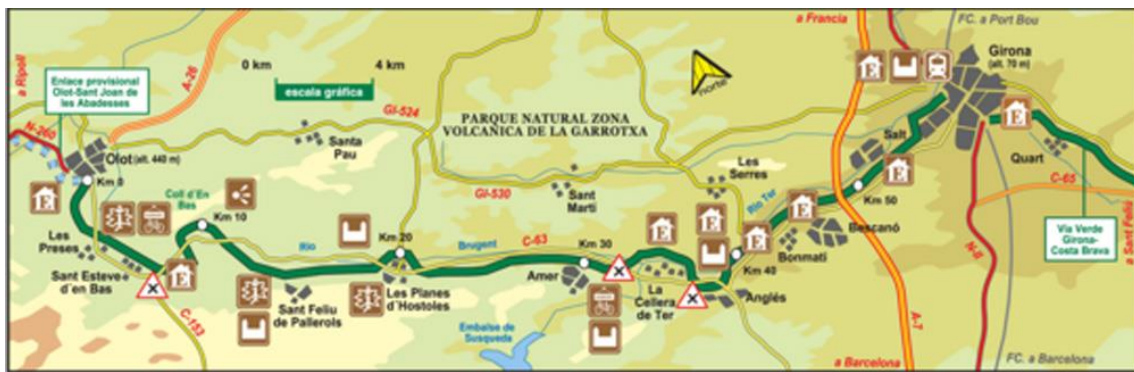 a Ripoll
N-260
Enlace provisional
Olot-Sant Joan de
les Abadesses
A-26
0 km
4 km
escala gráfica
GI-524
PARQUE NATURAL ZONA
VOLCANICA DE LA GARROTXA
norte
a Francia
FC. a Port Bou
Girona
(alt. 70 m)
Olot (alt. 440 m)
Km 0
Santa
Pau
GI-530
Sant
Martí
Les
Serres
Río Ter
Salt
Quart
C-65
a Sant Feliu
Coll d'En
Bas
Km 10
Les
Preses
Sant Esteve
d'en Bas
C-153
Río
Km 20
Brugent
C-63
Km 30
Km 40
Km 50
Bescanó
Bonmatí
N-II
Vía Verde
Girona-
Costa Brava
Sant Feliu
de Pallerols
Les Planes
d'Hostoles
Amer
La
Cellera
de Ter
Anglés
Embalse de
Susqueda
A-7
a Barcelona
FC. a Barcelona